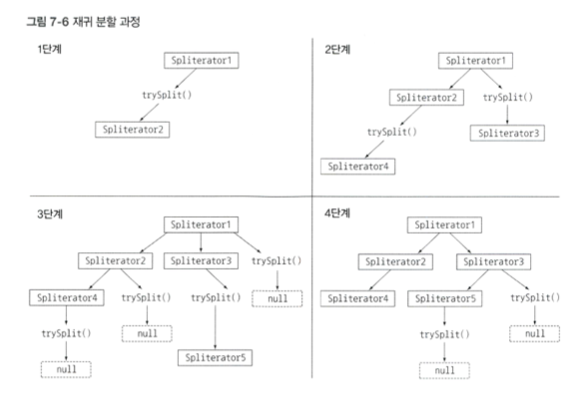 그림 7-6 재귀 분할 과정
1단계
Spliterator1
trySplit()
Spliterator2
2단계
Spliterator1
Spliterator2
trySplit()
trySplit()
Spliterator3
Spliterator4
3단계
Spliterator1
Spliterator2
Spliterator3
trySplit()
Spliterator4
trySplit()
trySplit()
null
trySplit()
null
Spliterator5
null
4단계
Spliterator1
Spliterator2
Spliterator3
Spliterator4
Spliterator5
trySplit()
trySplit()
null
null